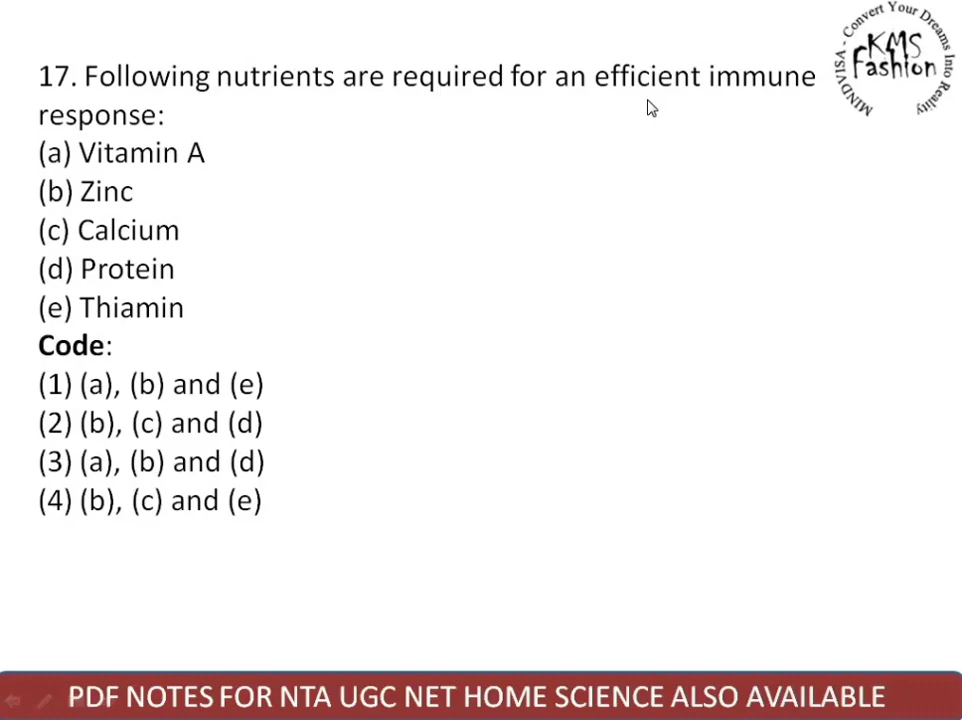 17. Following nutrients are required for an efficient immune
response:
(a) Vitamin A
(b) Zinc
(c) Calcium
(d) Protein
(e) Thiamin
Code:
(1) (a), (b) and (e)
(2) (b), (c) and (d)
(3) (a), (b) and (d)
(4) (b), (c) and (e)
MINDVISA - Convert Your Dreams Into Reality
KMS
Fashion
PDF NOTES FOR NTA UGC NET HOME SCIENCE ALSO AVAILABLE